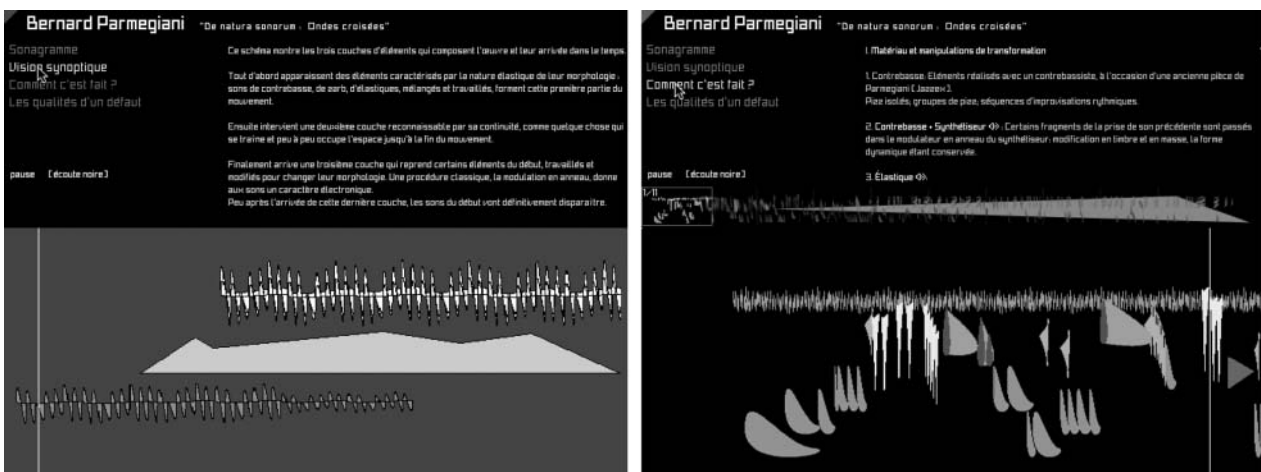 Bernard Parmegiani "De natura sonorum : Ondes croisées"
Sonagramme
Vision synoptique
Comment c'est fait ?
Les qualités d'un défaut
pause [écoute noire]
Ce schéma montre les trois couches d'éléments qui composent l'œuvre et leur arrivée dans le temps.
Tout d'abord apparaissent des éléments caractérisés par la nature élastique de leur morphologie :
sons de contrebasse, de zarb, d'élastiques, mélangés et travaillés, forment cette première partie du
mouvement.
Ensuite intervient une deuxième couche reconnaissable par sa continuité, comme quelque chose qui
se traine et peu à peu occupe l'espace jusqu'à la fin du mouvement.
Finalement arrive une troisième couche qui reprend certains éléments du début, travaillés et
modifiés pour changer leur morphologie. Une procédure classique, la modulation en anneau, donne
aux sons un caractère électronique.
Peu après l'arrivée de cette dernière couche, les sons du début vont définitivement disparaitre.
Bernard Parmegiani "De natura sonorum : Ondes croisées"
Sonagramme
Vision synoptique
Comment c'est fait ?
Les qualités d'un défaut
pause [écoute noire]
I. Matériau et manipulations de transformation
1. Contrebasse: Eléments réalisés avec un contrebassiste, à l'occasion d'une ancienne pièce de
Parmegiani (Jazzex).
Pizz isolés; groupes de pizz; séquences d'improvisations rythmiques.
2. Contrebasse + Synthétiseur : Certains fragments de la prise de son précédente sont passés
dans le modulateur en anneau du synthétiseur: modification en timbre et en masse, la forme
dynamique étant conservée.
3. Élastique
1/11